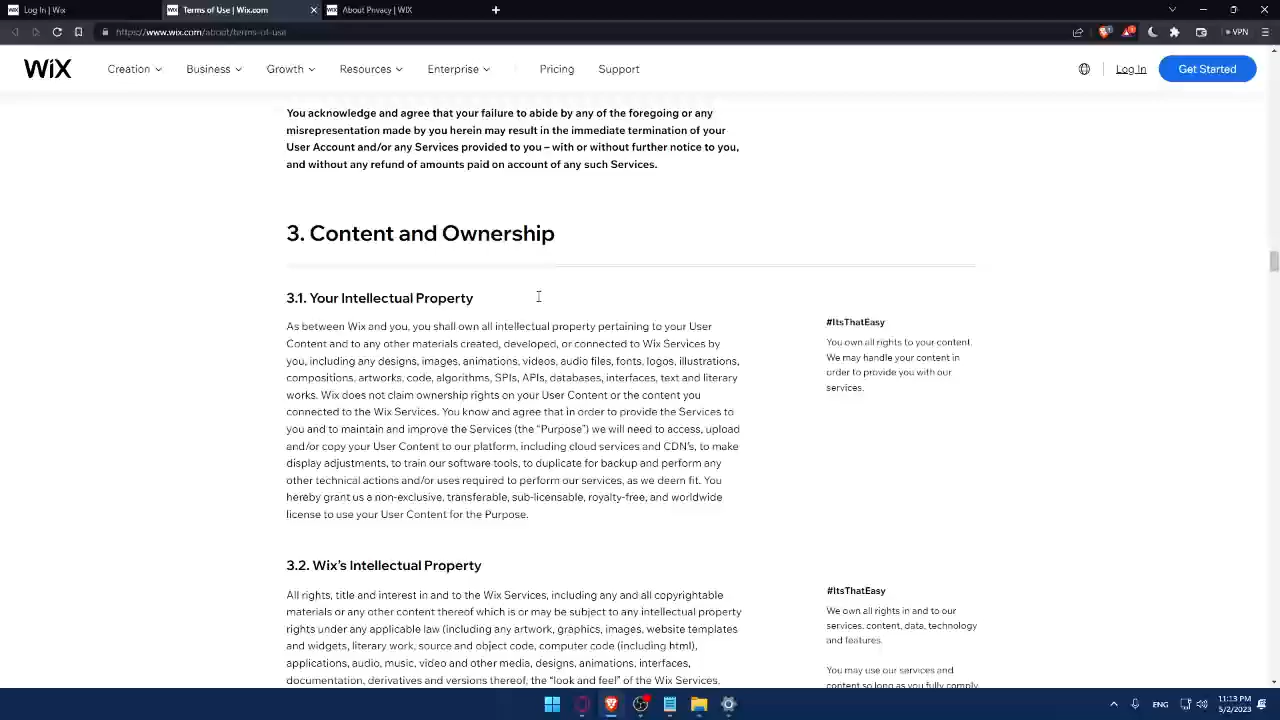 Log In | Wix
Terms of Use | Wix.com
About Privacy | WIX
https://www.wix.com/about/terms-of-use
VPN
WiX
Creation
Business
Growth
Resources
Enterprise
Pricing
Support
Log In
Get Started
You acknowledge and agree that your failure to abide by any of the foregoing or any
misrepresentation made by you herein may result in the immediate termination of your
User Account and/or any Services provided to you – with or without further notice to you,
and without any refund of amounts paid on account of any such Services.
3. Content and Ownership
3.1. Your Intellectual Property
As between Wix and you, you shall own all intellectual property pertaining to your User
Content and to any other materials created, developed, or connected to Wix Services by
you, including any designs, images, animations, videos, audio files, fonts, logos, illustrations,
compositions, artworks, code, algorithms, SPIs, APIs, databases, interfaces, text and literary
works. Wix does not claim ownership rights on your User Content or the content you
connected to the Wix Services. You know and agree that in order to provide the Services to
you and to maintain and improve the Services (the “Purpose”) we will need to access, upload
and/or copy your User Content to our platform, including cloud services and CDN’s, to make
display adjustments, to train our software tools, to duplicate for backup and perform any
other technical actions and/or uses required to perform our services, as we deem fit. You
hereby grant us a non-exclusive, transferable, sub-licensable, royalty-free, and worldwide
license to use your User Content for the Purpose.
#ItsThatEasy
You own all rights to your content.
We may handle your content in
order to provide you with our
services.
3.2. Wix’s Intellectual Property
All rights, title and interest in and to the Wix Services, including any and all copyrightable
materials or any other content thereof which is or may be subject to any intellectual property
rights under any applicable law (including any artwork, graphics, images, website templates
and widgets, literary work, source and object code, computer code (including html),
applications, audio, music, video and other media, designs, animations, interfaces,
documentation, derivatives and versions thereof, the “look and feel” of the Wix Services,
#ItsThatEasy
We own all rights in and to our
services, content, data, technology
and features.
You may use our services and
content so long as you fully comply
ENG
11:13 PM
5/2/2023